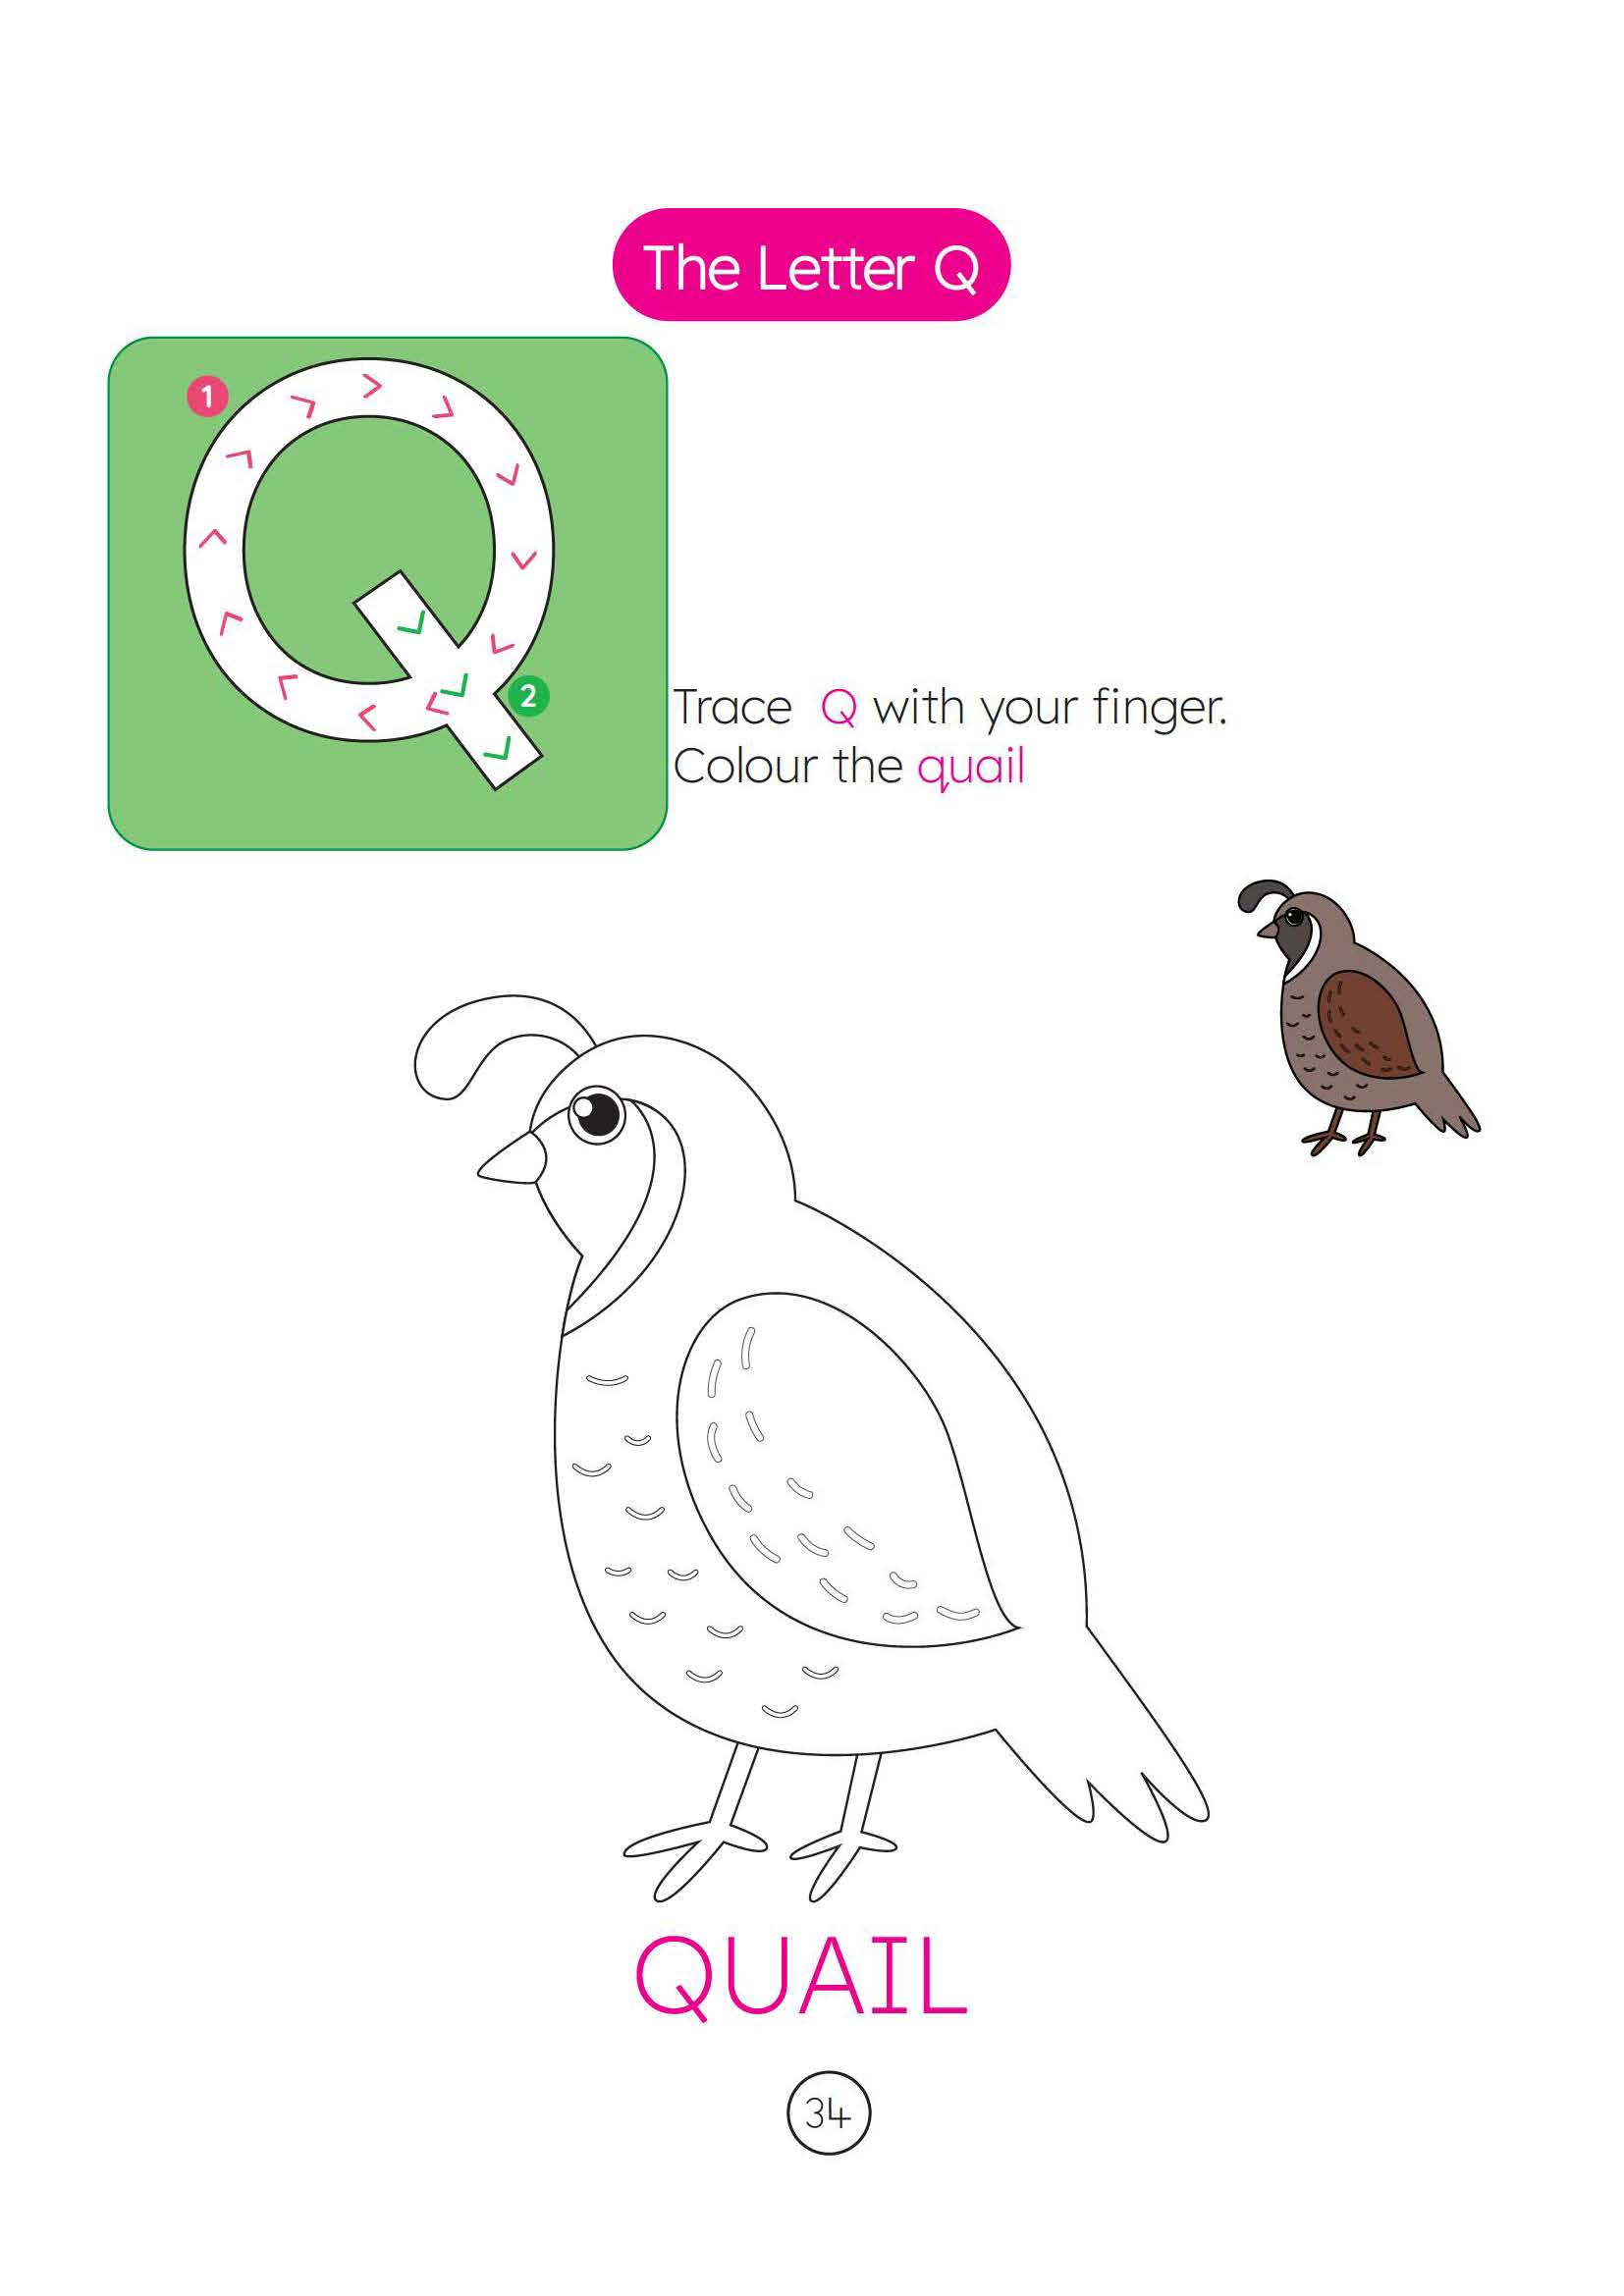 The Letter Q
1
Q
2
Trace Q with your finger.
Colour the quail
QUAIL
34